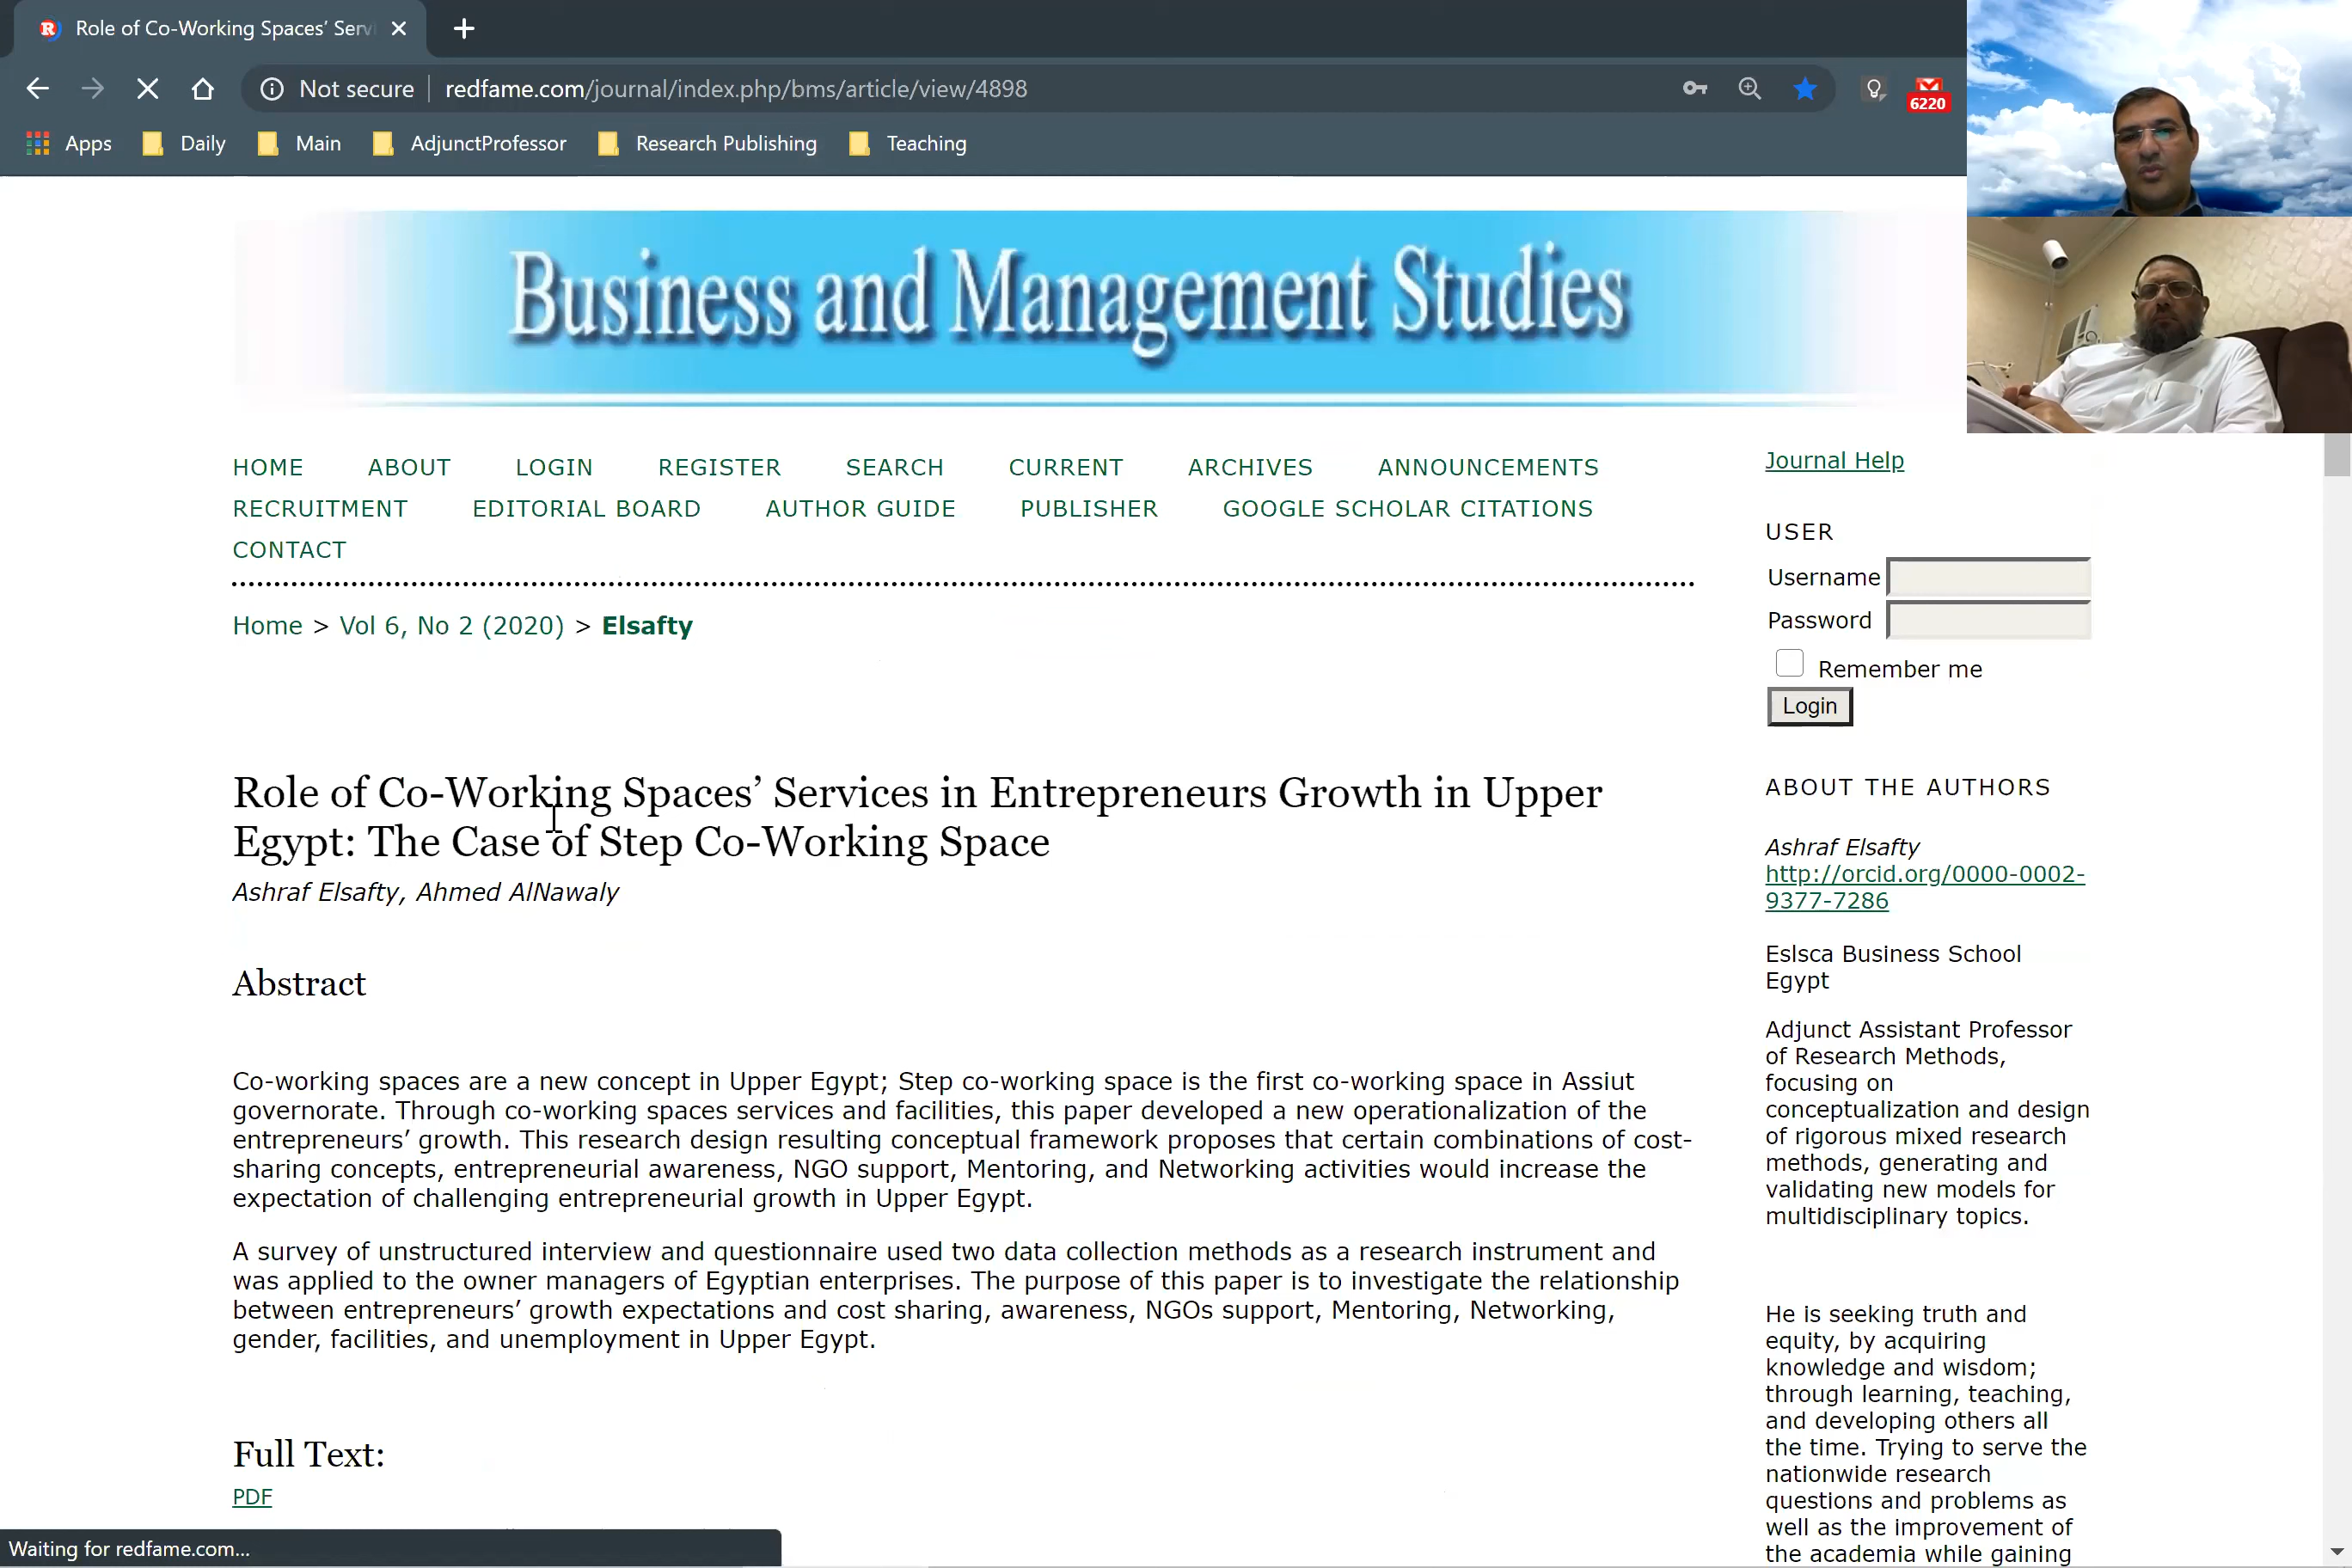 Role of Co-Working Spaces’ Serv
Not secure
redfame.com/journal/index.php/bms/article/view/4898
6220
Apps
Daily
Main
AdjunctProfessor
Research Publishing
Teaching
Business and Management Studies
HOME ABOUT LOGIN REGISTER SEARCH CURRENT ARCHIVES ANNOUNCEMENTS
RECRUITMENT EDITORIAL BOARD AUTHOR GUIDE PUBLISHER GOOGLE SCHOLAR CITATIONS
CONTACT
Home > Vol 6, No 2 (2020) > Elsafty
Role of Co-Working Spaces’ Services in Entrepreneurs Growth in Upper
Egypt: The Case of Step Co-Working Space
Ashraf Elsafty, Ahmed AlNawaly
Abstract
Co-working spaces are a new concept in Upper Egypt; Step co-working space is the first co-working space in Assiut
governorate. Through co-working spaces services and facilities, this paper developed a new operationalization of the
entrepreneurs’ growth. This research design resulting conceptual framework proposes that certain combinations of cost-
sharing concepts, entrepreneurial awareness, NGO support, Mentoring, and Networking activities would increase the
expectation of challenging entrepreneurial growth in Upper Egypt.
A survey of unstructured interview and questionnaire used two data collection methods as a research instrument and
was applied to the owner managers of Egyptian enterprises. The purpose of this paper is to investigate the relationship
between entrepreneurs’ growth expectations and cost sharing, awareness, NGOs support, Mentoring, Networking,
gender, facilities, and unemployment in Upper Egypt.
Full Text:
PDF
Journal Help
USER
Username
Password
Remember me
Login
ABOUT THE AUTHORS
Ashraf Elsafty
http://orcid.org/0000-0002-
9377-7286
Eslsca Business School
Egypt
Adjunct Assistant Professor
of Research Methods,
focusing on
conceptualization and design
of rigorous mixed research
methods, generating and
validating new models for
multidisciplinary topics.
He is seeking truth and
equity, by acquiring
knowledge and wisdom;
through learning, teaching,
and developing others all
the time. Trying to serve the
nationwide research
questions and problems as
well as the improvement of
the academia while gaining
Waiting for redfame.com...